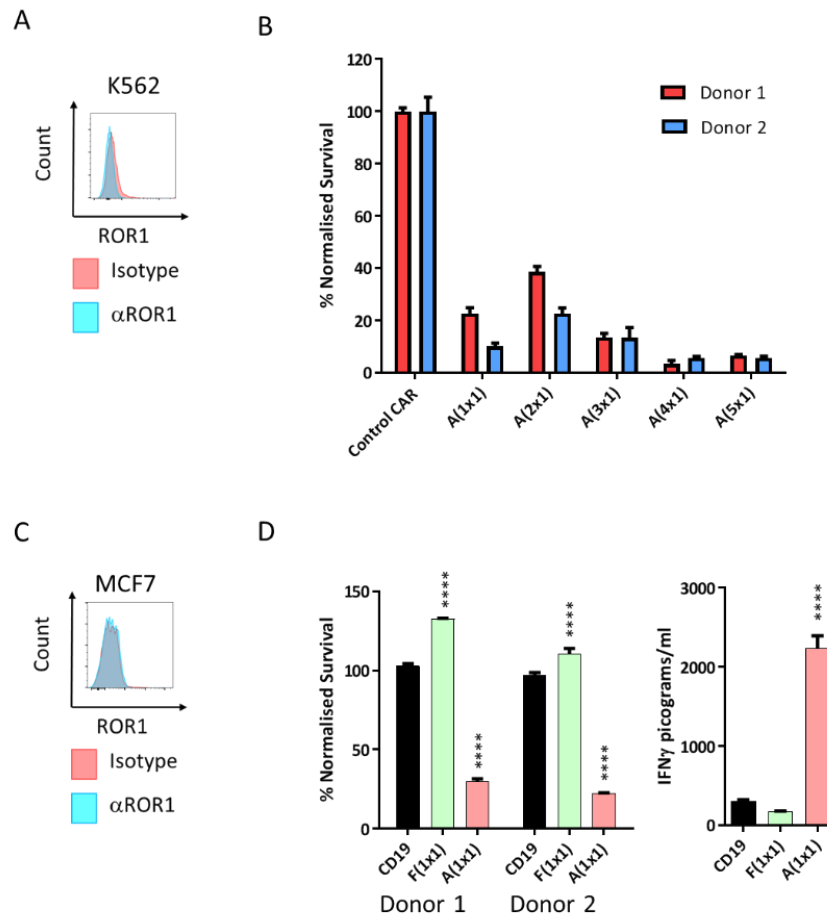 A
K562
Count
ROR1
Isotype
αROR1
B
120
100
80
60
40
20
0
% Normalised Survival
Donor 1
Donor 2
Control CAR
A(1x1)
A(2x1)
A(3x1)
A(4x1)
A(5x1)
C
MCF7
Count
ROR1
Isotype
αROR1
D
150
100
50
0
% Normalised Survival
****
****
****
****
CD19
F(1x1)
A(1x1)
CD19
F(1x1)
A(1x1)
Donor 1
Donor 2
3000
2000
1000
0
IFNγ picograms/ml
****
CD19
F(1x1)
A(1x1)